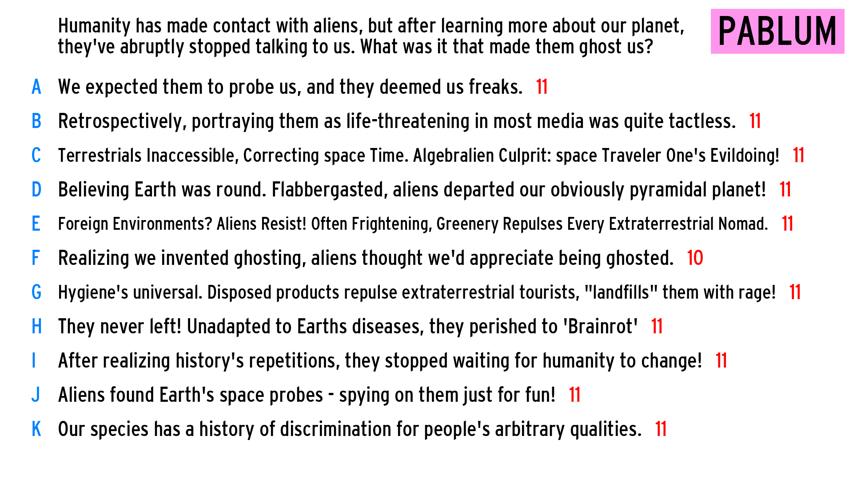 Humanity has made contact with aliens, but after learning more about our planet,
they've abruptly stopped talking to us. What was it that made them ghost us?
PABLUM
A We expected them to probe us, and they deemed us freaks. 11
B Retrospectively, portraying them as life-threatening in most media was quite tactless. 11
C Terrestrials Inaccessible, Correcting space Time. Algebralien Culprit: space Traveler One's Evildoing! 11
D Believing Earth was round. Flabbergasted, aliens departed our obviously pyramidal planet! 11
E Foreign Environments? Aliens Resist! Often Frightening, Greenery Repulses Every Extraterrestrial Nomad. 11
F Realizing we invented ghosting, aliens thought we'd appreciate being ghosted. 10
G Hygiene's universal. Disposed products repulse extraterrestrial tourists, "landfills" them with rage! 11
H They never left! Unadapted to Earths diseases, they perished to 'Brainrot' 11
I After realizing history's repetitions, they stopped waiting for humanity to change! 11
J Aliens found Earth's space probes - spying on them just for fun! 11
K Our species has a history of discrimination for people's arbitrary qualities. 11